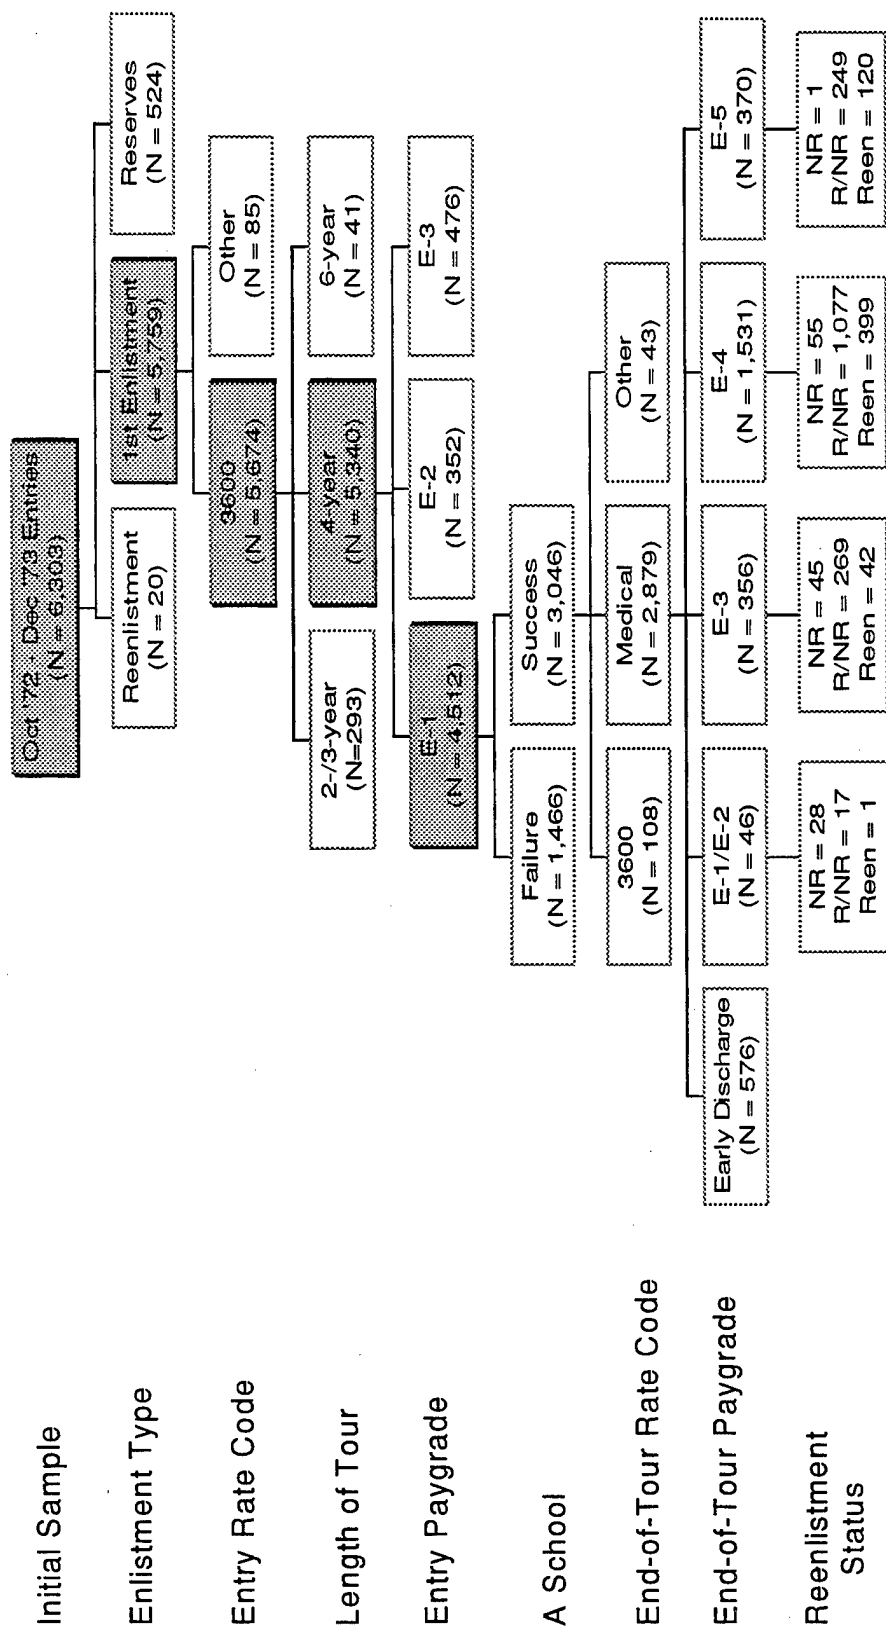 Initial Sample
Oct '72 - Dec '73 Entries
(N = 6,303)
Enlistment Type
Reenlistment
(N = 20)
1st Enlistment
(N = 5,759)
Reserves
(N = 524)
Entry Rate Code
3600
(N = 5,674)
Other
(N = 85)
Length of Tour
2-/3-year
(N=293)
4-year
(N = 5,340)
6-year
(N = 41)
Entry Paygrade
E-1
(N = 4,512)
E-2
(N = 352)
E-3
(N = 476)
A School
Failure
(N = 1,466)
Success
(N = 3,046)
End-of-Tour Rate Code
3600
(N = 108)
Medical
(N = 2,879)
Other
(N = 43)
End-of-Tour Paygrade
Early Discharge
(N = 576)
E-1/E-2
(N = 46)
E-3
(N = 356)
E-4
(N = 1,531)
E-5
(N = 370)
Reenlistment
Status
NR = 28
R/NR = 17
Reen = 1
NR = 45
R/NR = 269
Reen = 42
NR = 55
R/NR = 1,077
Reen = 399
NR = 1
R/NR = 249
Reen = 120